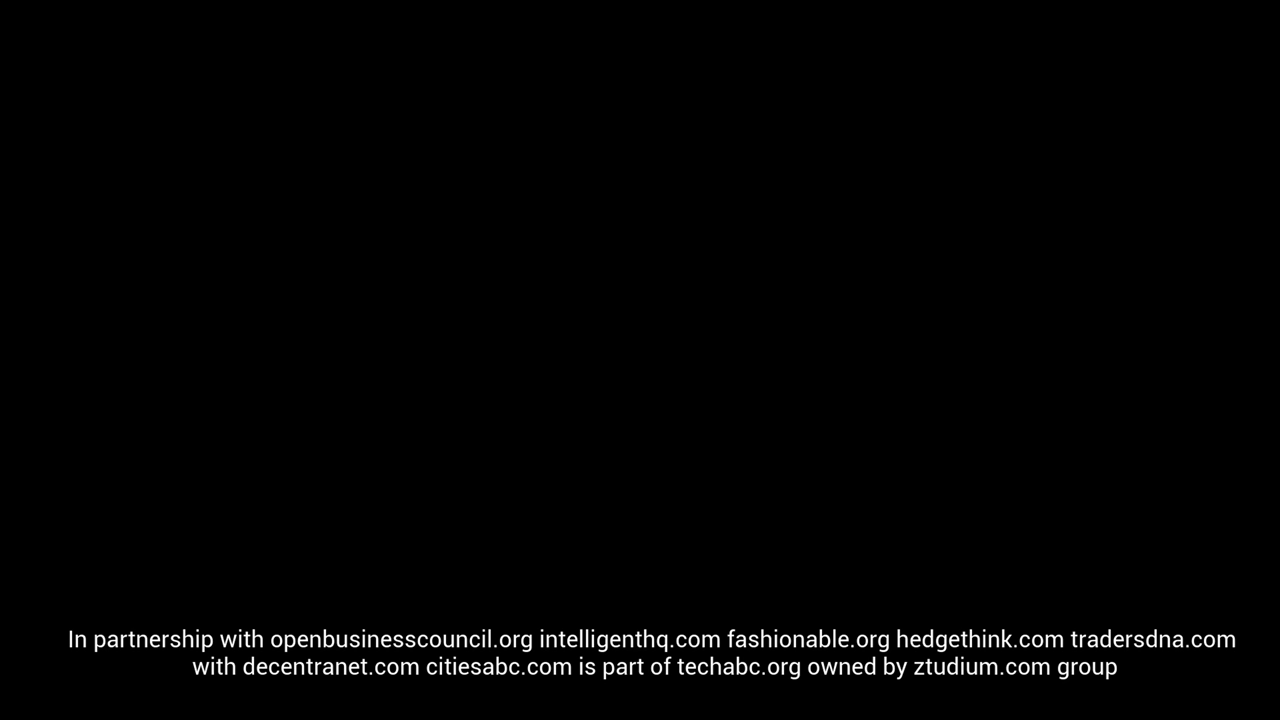 In partnership with openbusinesscouncil.org intelligenthq.com fashionable.org hedgethink.com tradersdna.com
with decentranet.com citiesabc.com is part of techabc.org owned by ztudium.com group